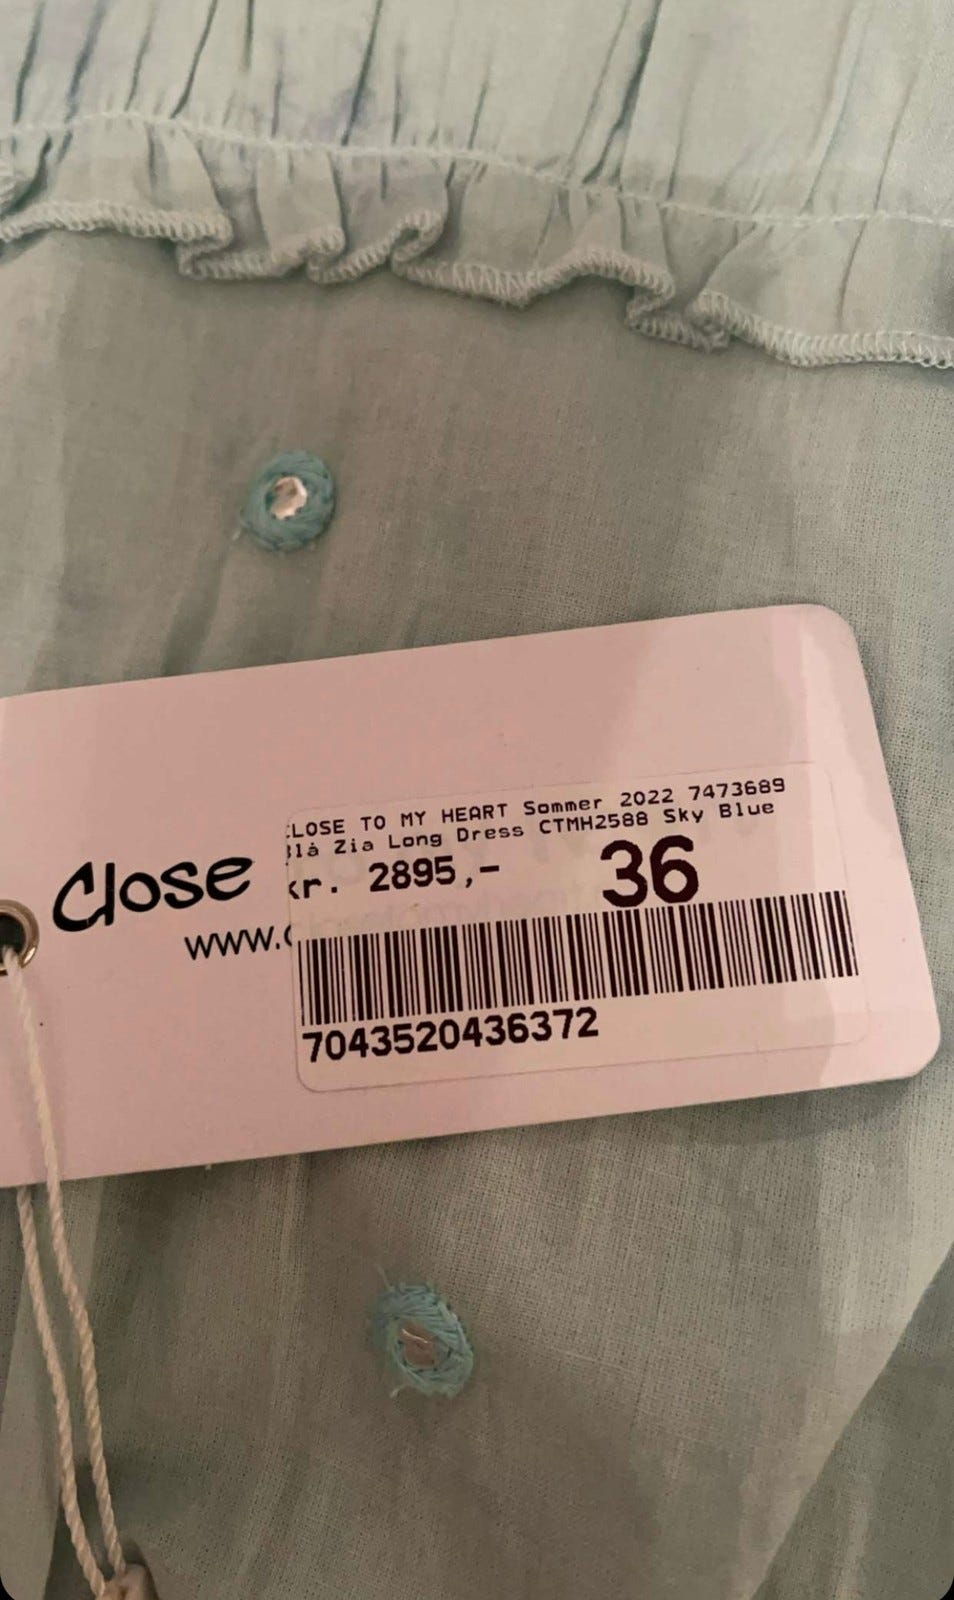 CLOSE TO MY HEART Sommer 2022 7473689
Blå Zia Long Dress CTMH2588 Sky Blue
kr. 2895,-
36
7043520436372
Close
www.c